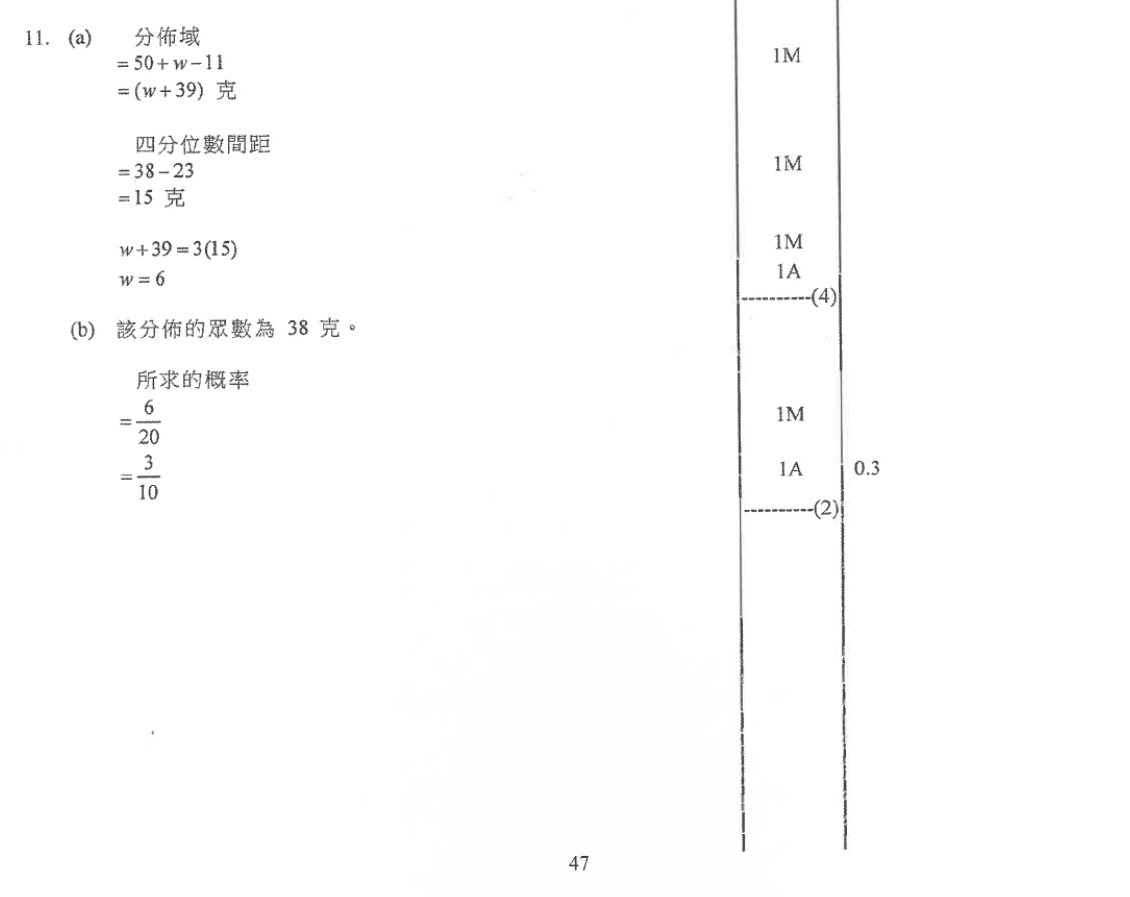 11. (a) 分佈域 1M
= 50 + w − 11
= (w + 39) 克
四分位數間距 1M
= 38 − 23
= 15 克
w + 39 = 3(15) 1M
w = 6 1A
----------(4)
(b) 該分佈的眾數為 38 克。
所求的概率
= 6/20 1M
= 3/10 1A 0.3
----------(2)
47